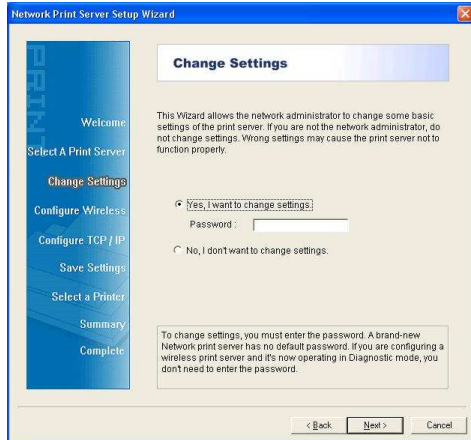 Network Print Server Setup Wizard
PRINT
Welcome
Select A Print Server
Change Settings
Configure Wireless
Configure TCP / IP
Save Settings
Select a Printer
Summary
Complete
Change Settings
This Wizard allows the network administrator to change some basic
settings of the print server. If you are not the network administrator, do
not change settings. Wrong settings may cause the print server not to
function properly.
Yes, I want to change settings.
Password :
No, I don't want to change settings.
To change settings, you must enter the password. A brand-new
Network print server has no default password. If you are configuring a
wireless print server and it's now operating in Diagnostic mode, you
don't need to enter the password.
< Back
Next >
Cancel